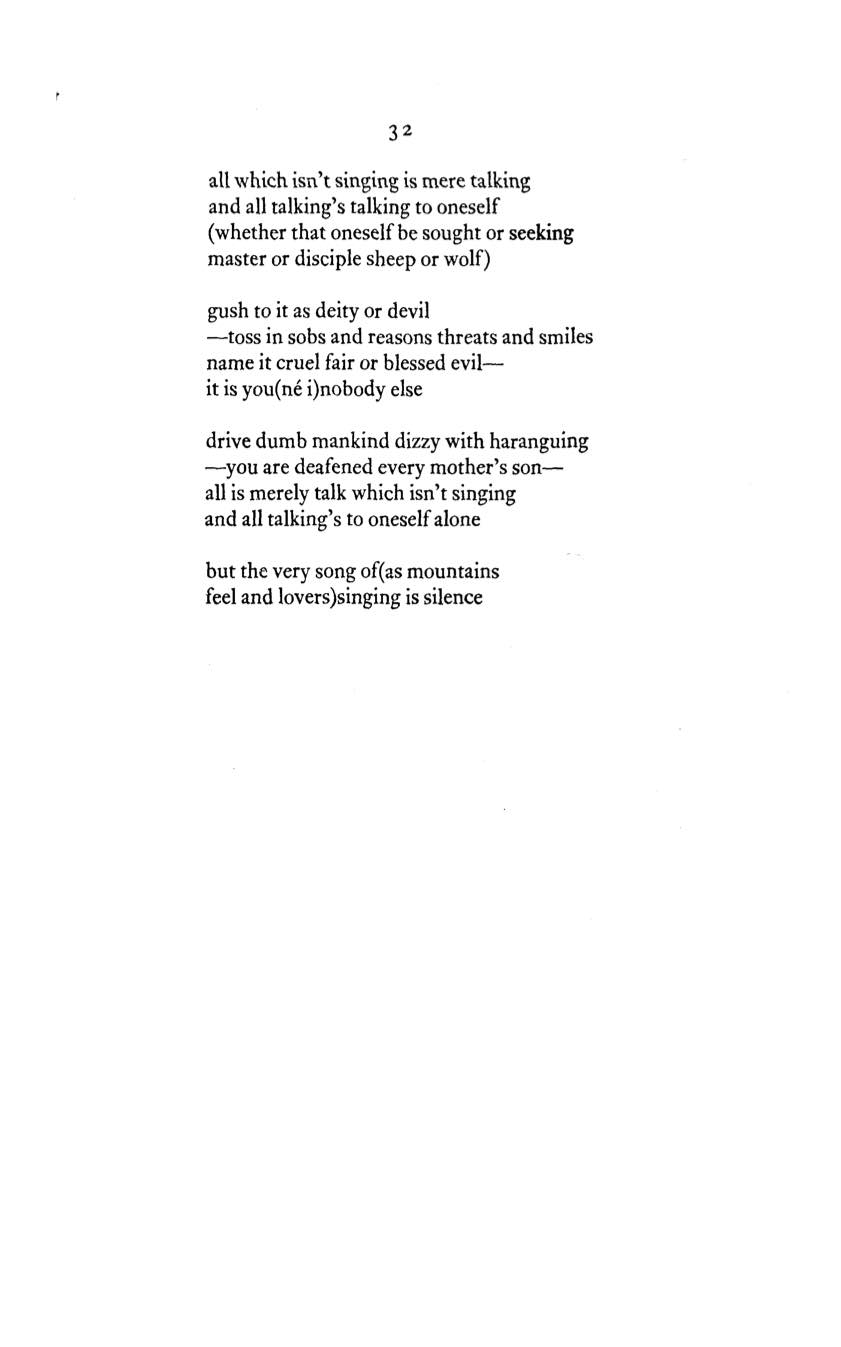 32
all which isn't singing is mere talking
and all talking's talking to oneself
(whether that oneself be sought or seeking
master or disciple sheep or wolf)
gush to it as deity or devil
—toss in sobs and reasons threats and smiles
name it cruel fair or blessed evil—
it is you(né i)nobody else
drive dumb mankind dizzy with haranguing
—you are deafened every mother's son—
all is merely talk which isn't singing
and all talking's to oneself alone
but the very song of(as mountains
feel and lovers)singing is silence